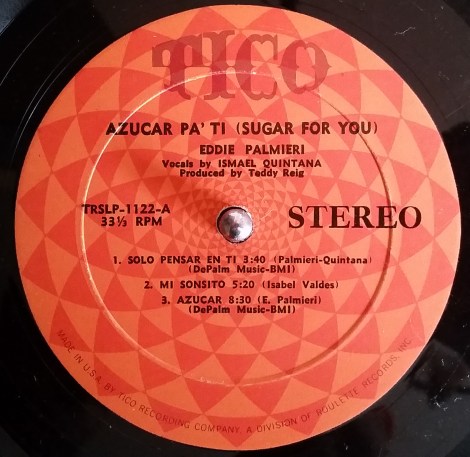 TICO
AZUCAR PA' TI (SUGAR FOR YOU)
EDDIE PALMIERI
Vocals by ISMAEL QUINTANA
Produced by Teddy Reig
TRSLP-1122-A
33⅓ RPM
STEREO
1. SOLO PENSAR EN TI 3:40 (Palmieri-Quintana)
(DePalm Music-BMI)
2. MI SONSITO 5:20 (Isabel Valdes)
3. AZUCAR 8:30 (E. Palmieri)
(DePalm Music-BMI)
MADE IN U.S.A. BY TICO RECORDING COMPANY, A DIVISION OF ROULETTE RECORDS, INC